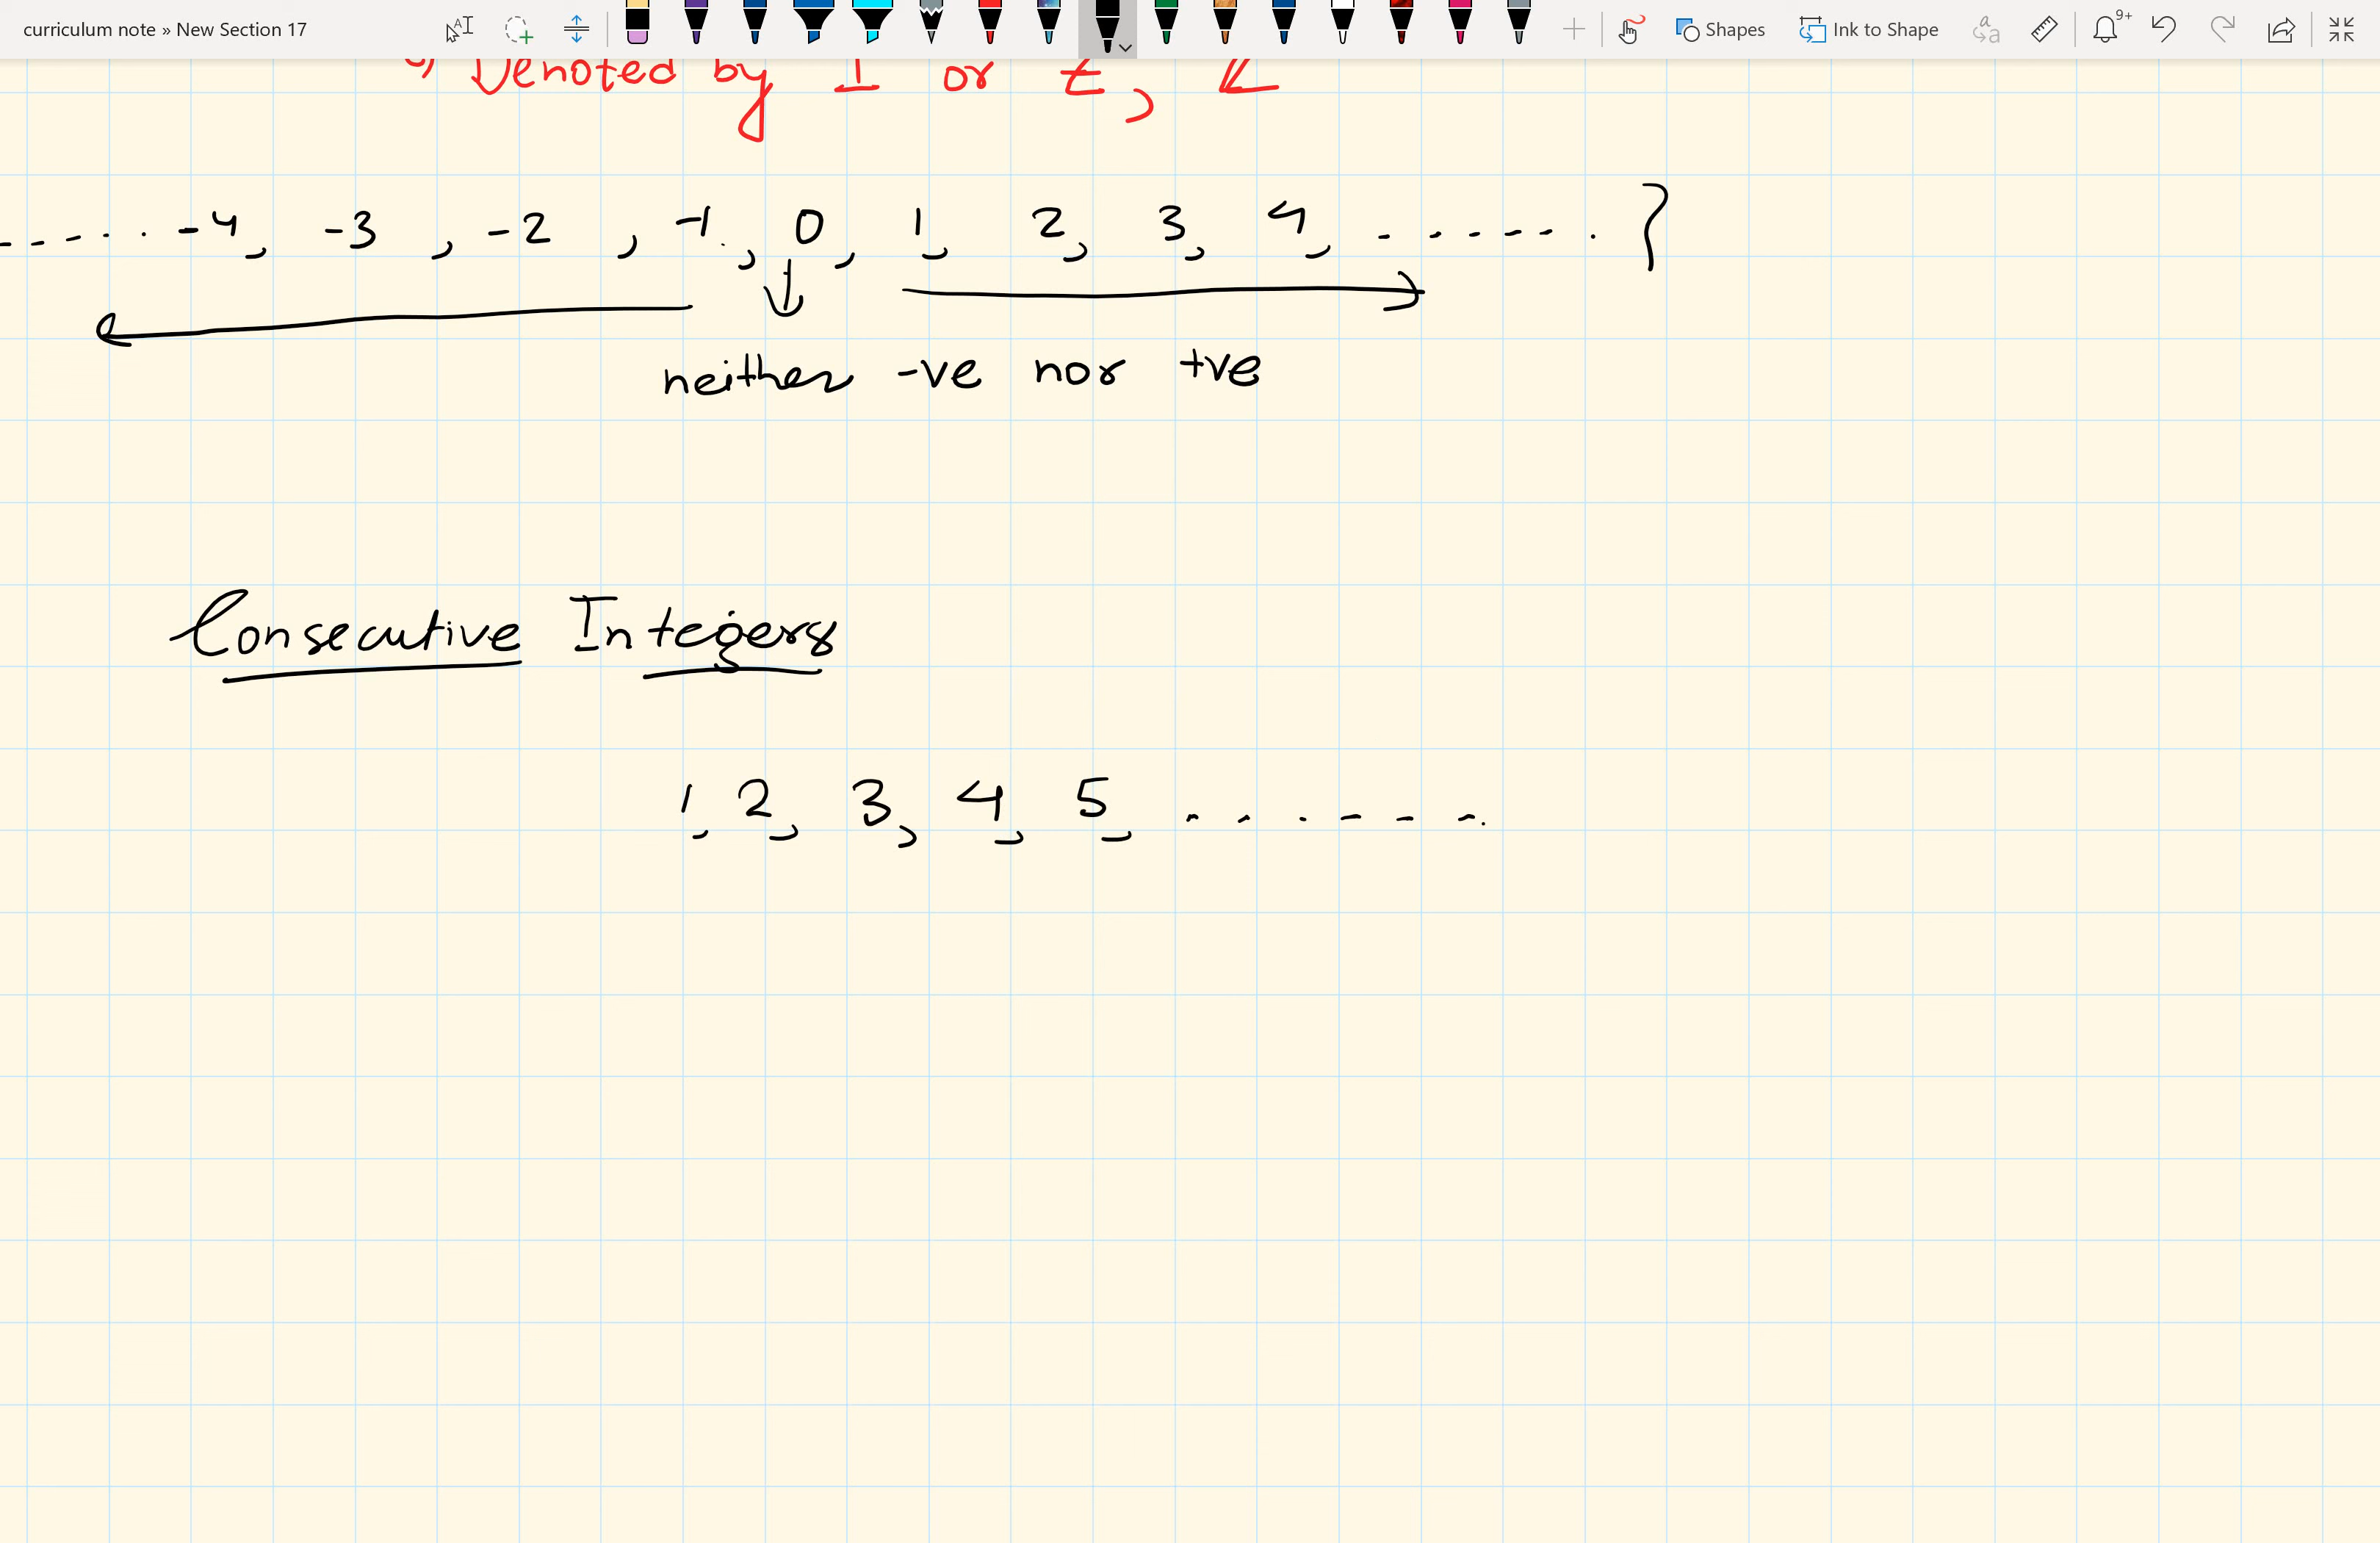 curriculum note » New Section 17
Shapes
Ink to Shape
9+
Denoted by I or
..... -4, -3, -2, -1, 0, 1, 2, 3, 4, ...... }
neither -ve nor +ve
Consecutive Integers
1, 2, 3, 4, 5, .......